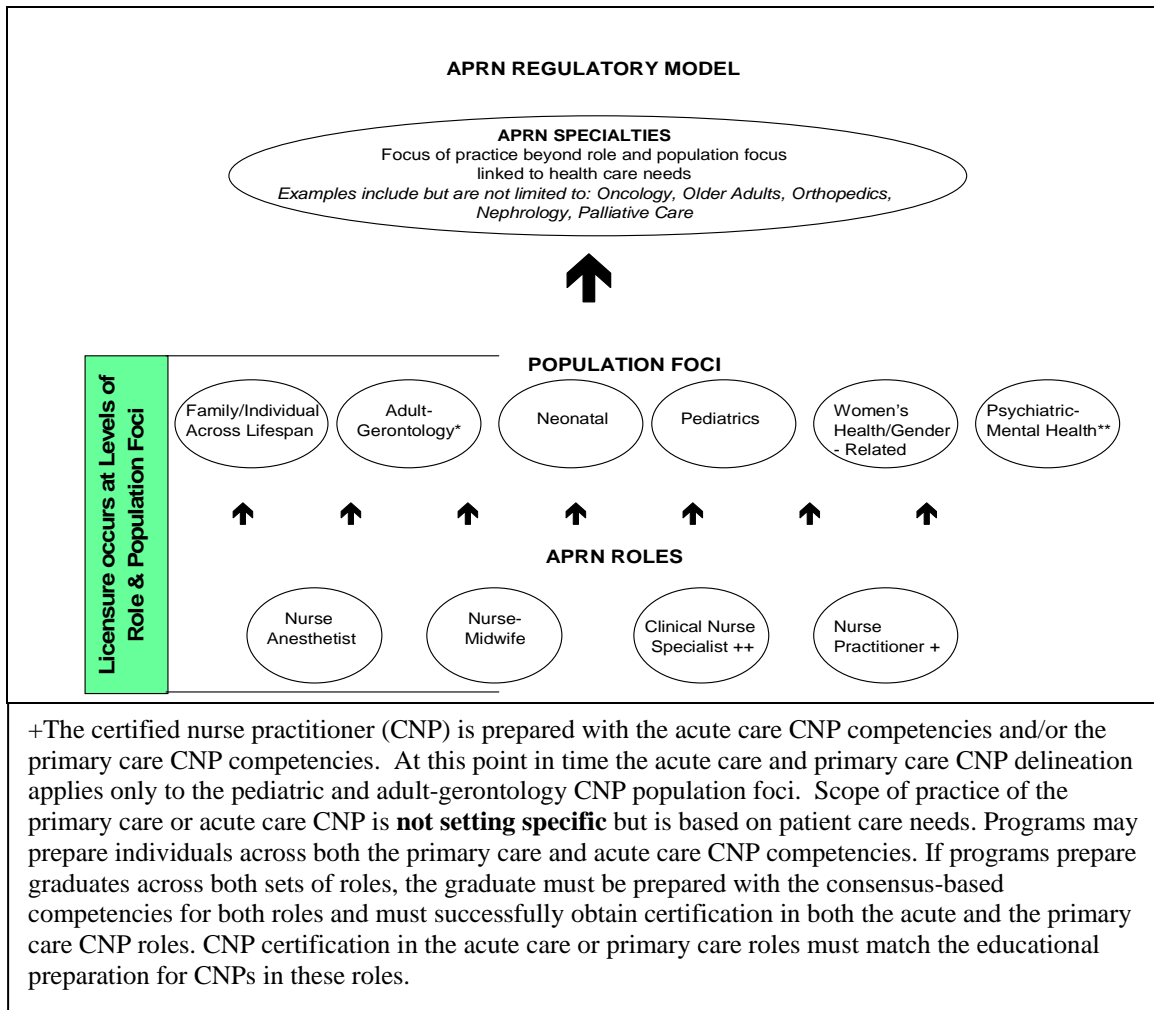 APRN REGULATORY MODEL
APRN SPECIALTIES
Focus of practice beyond role and population focus
linked to health care needs
Examples include but are not limited to: Oncology, Older Adults, Orthopedics,
Nephrology, Palliative Care
Licensure occurs at Levels of
Role & Population Foci
POPULATION FOCI
Family/Individual
Across Lifespan
Adult-
Gerontology*
Neonatal
Pediatrics
Women's
Health/Gender
- Related
Psychiatric-
Mental Health**
APRN ROLES
Nurse
Anesthetist
Nurse-
Midwife
Clinical Nurse
Specialist ++
Nurse
Practitioner +
+The certified nurse practitioner (CNP) is prepared with the acute care CNP competencies and/or the
primary care CNP competencies.  At this point in time the acute care and primary care CNP delineation
applies only to the pediatric and adult-gerontology CNP population foci.  Scope of practice of the
primary care or acute care CNP is not setting specific but is based on patient care needs. Programs may
prepare individuals across both the primary care and acute care CNP competencies. If programs prepare
graduates across both sets of roles, the graduate must be prepared with the consensus-based
competencies for both roles and must successfully obtain certification in both the acute and the primary
care CNP roles. CNP certification in the acute care or primary care roles must match the educational
preparation for CNPs in these roles.